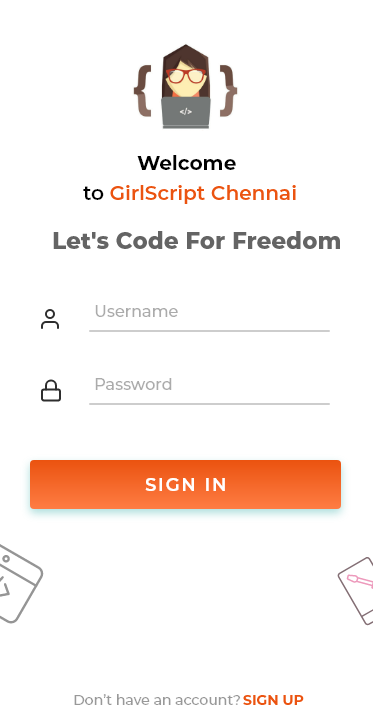 </>
Welcome
to GirlScript Chennai
Let's Code For Freedom
Username
Password
SIGN IN
Don't have an account? SIGN UP